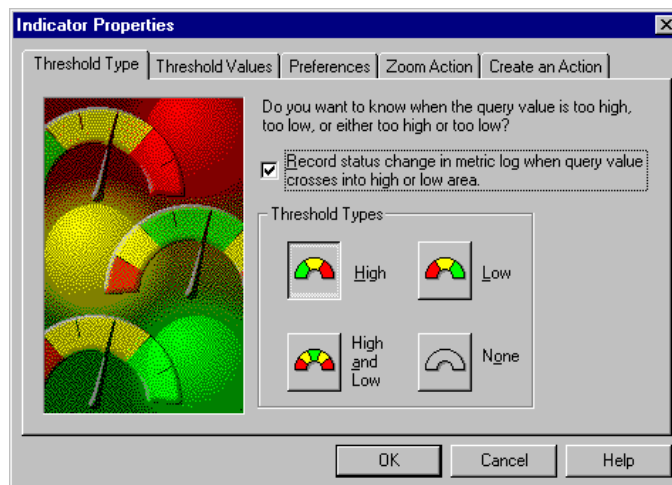 Indicator Properties
Threshold Type
Threshold Values
Preferences
Zoom Action
Create an Action
Do you want to know when the query value is too high,
too low, or either too high or too low?
Record status change in metric log when query value
crosses into high or low area.
Threshold Types
High
Low
High
and
Low
None
OK
Cancel
Help